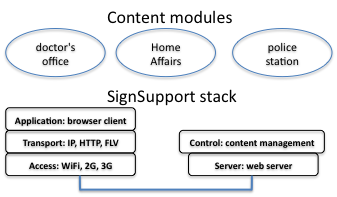 Content modules
doctor's
office
Home
Affairs
police
station
SignSupport stack
Application: browser client
Transport: IP, HTTP, FLV
Control: content management
Access: WiFi, 2G, 3G
Server: web server